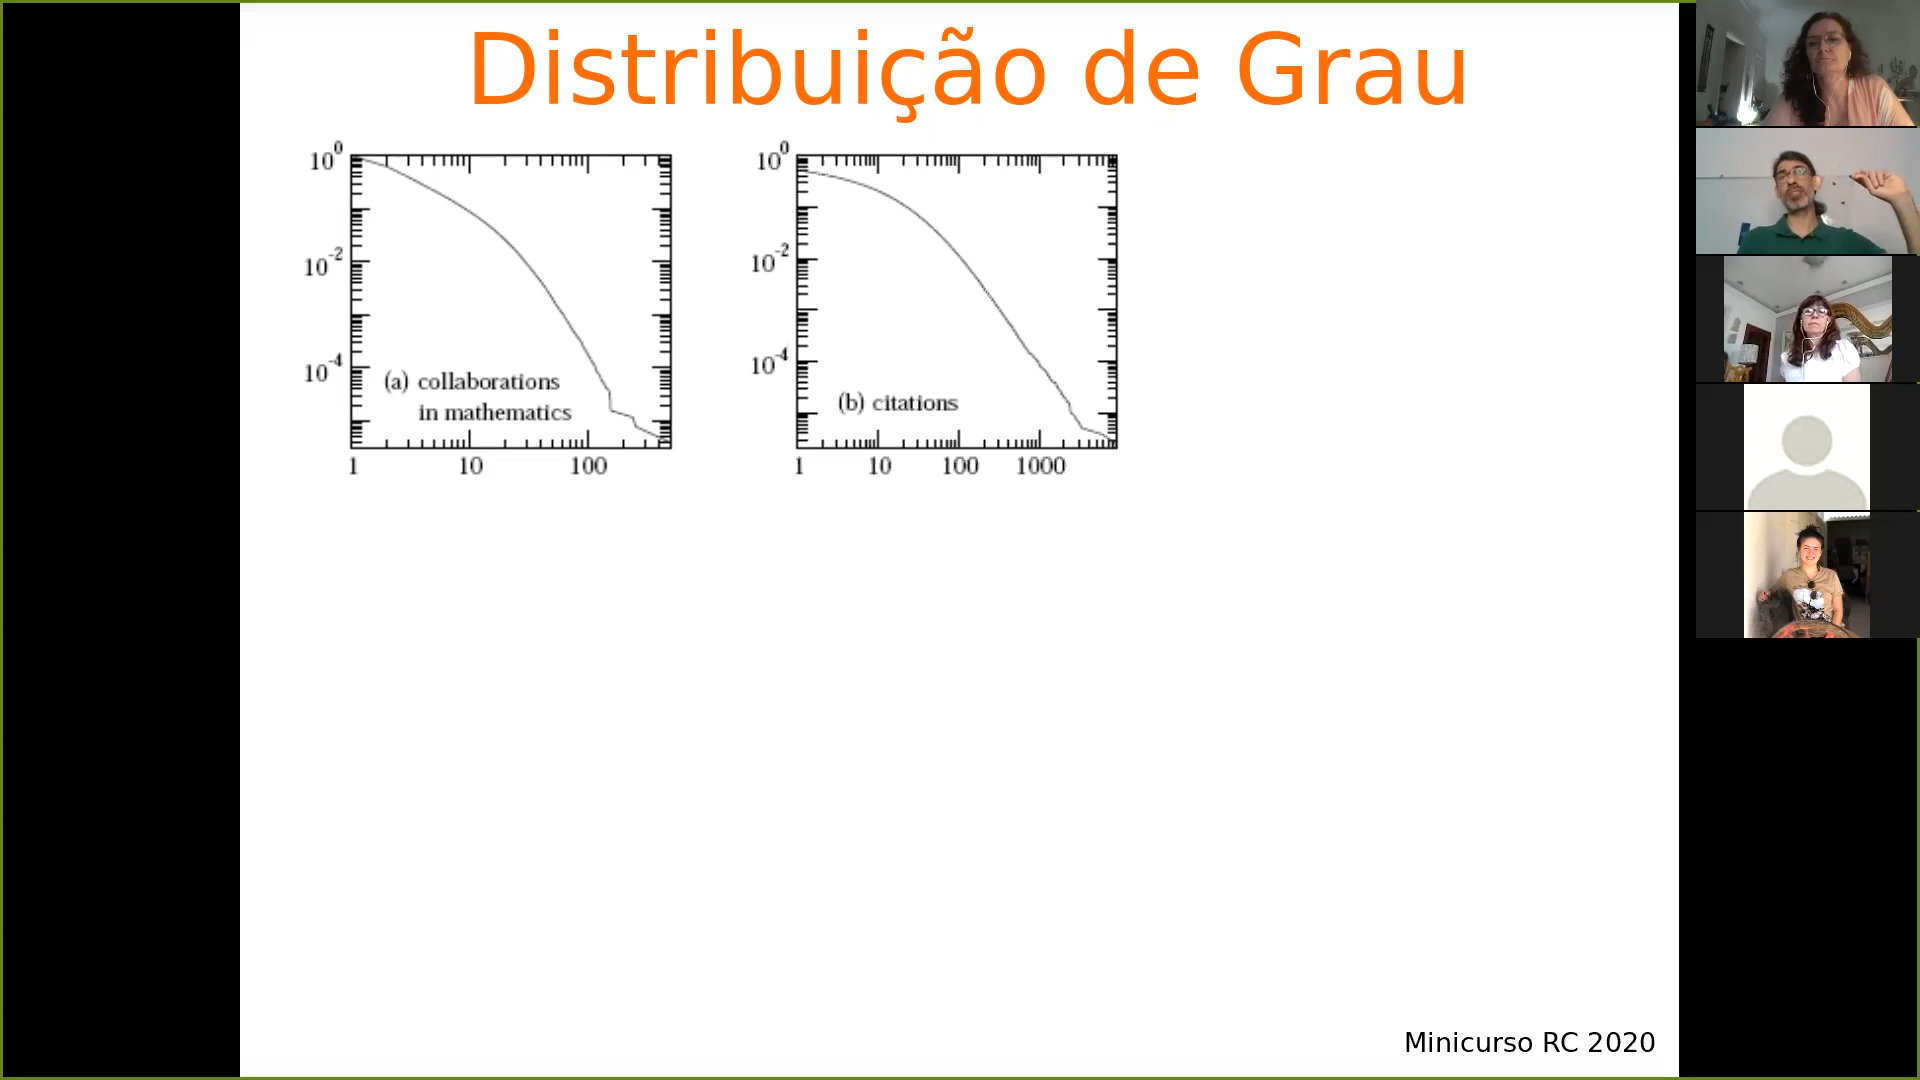 Distribuição de Grau
10^0
10^-2
10^-4
(a) collaborations
in mathematics
1 10 100
10^0
10^-2
10^-4
(b) citations
1 10 100 1000
Minicurso RC 2020